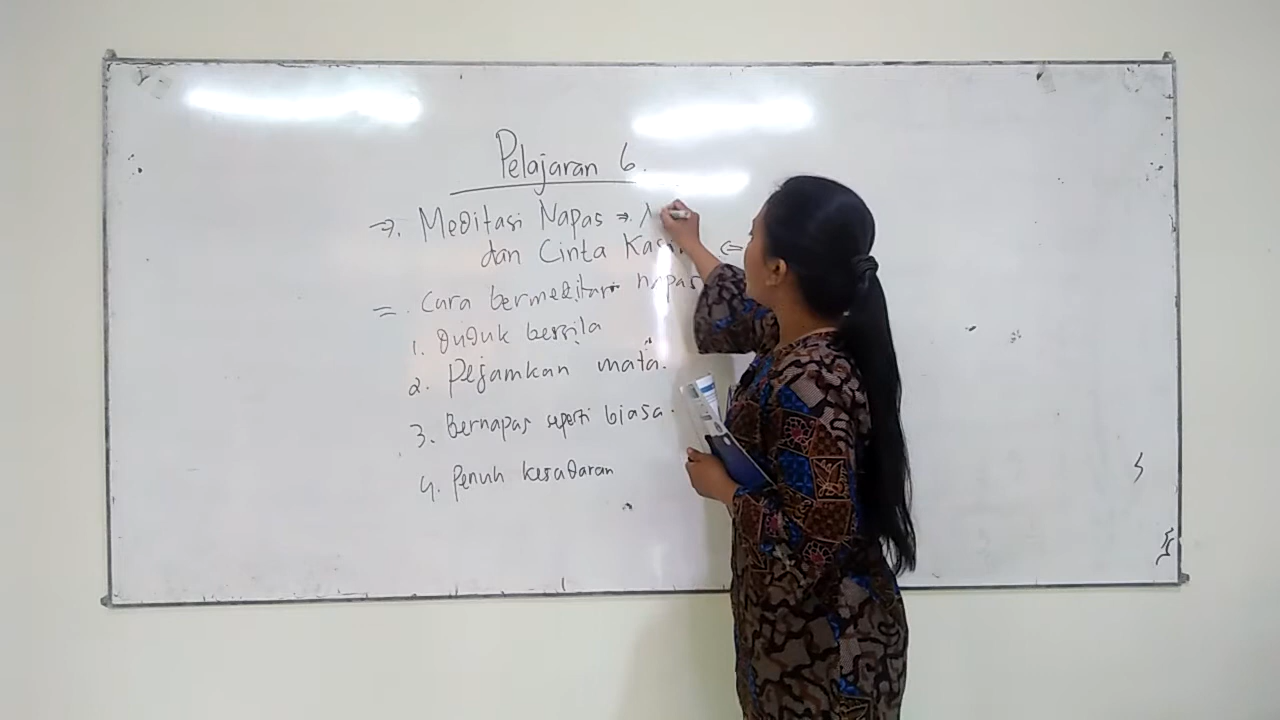 Pelajaran 6.
⇒. Meditasi Napas ⇒.
dan Cinta Kasih ⇐
=. Cara bermeditasi napas
1. Duduk bersila
2. Pejamkan mata.
3. Bernapas seperti biasa.
4. Penuh kesadaran